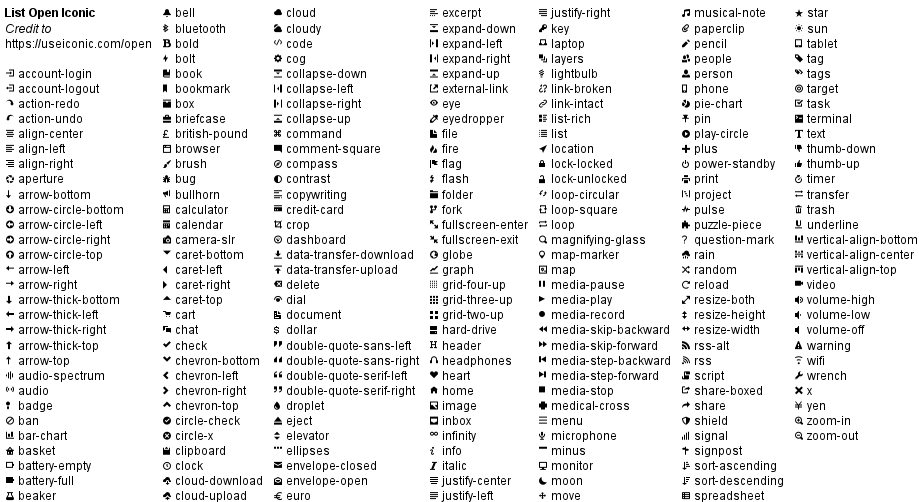 List Open Iconic
Credit to
https://useiconic.com/open
account-login
account-logout
action-redo
action-undo
align-center
align-left
align-right
aperture
arrow-bottom
arrow-circle-bottom
arrow-circle-left
arrow-circle-right
arrow-circle-top
arrow-left
arrow-right
arrow-thick-bottom
arrow-thick-left
arrow-thick-right
arrow-thick-top
arrow-top
audio-spectrum
audio
badge
ban
bar-chart
basket
battery-empty
battery-full
beaker
bell
bluetooth
bold
bolt
book
bookmark
box
briefcase
british-pound
browser
brush
bug
bullhorn
calculator
calendar
camera-slr
caret-bottom
caret-left
caret-right
caret-top
cart
chat
check
chevron-bottom
chevron-left
chevron-right
chevron-top
circle-check
circle-x
clipboard
clock
cloud-download
cloud-upload
cloud
cloudy
code
cog
collapse-down
collapse-left
collapse-right
collapse-up
command
comment-square
compass
contrast
copywriting
credit-card
crop
dashboard
data-transfer-download
data-transfer-upload
delete
dial
document
dollar
double-quote-sans-left
double-quote-sans-right
double-quote-serif-left
double-quote-serif-right
droplet
eject
elevator
ellipses
envelope-closed
envelope-open
euro
excerpt
expand-down
expand-left
expand-right
expand-up
external-link
eye
eyedropper
file
fire
flag
flash
folder
fork
fullscreen-enter
fullscreen-exit
globe
graph
grid-four-up
grid-three-up
grid-two-up
hard-drive
header
headphones
heart
home
image
inbox
infinity
info
italic
justify-center
justify-left
justify-right
key
laptop
layers
lightbulb
link-broken
link-intact
list-rich
list
location
lock-locked
lock-unlocked
loop-circular
loop-square
loop
magnifying-glass
map-marker
map
media-pause
media-play
media-record
media-skip-backward
media-skip-forward
media-step-backward
media-step-forward
media-stop
medical-cross
menu
microphone
minus
monitor
moon
move
musical-note
paperclip
pencil
people
person
phone
pie-chart
pin
play-circle
plus
power-standby
print
project
pulse
puzzle-piece
question-mark
rain
random
reload
resize-both
resize-height
resize-width
rss-alt
rss
script
share-boxed
share
shield
signal
signpost
sort-ascending
sort-descending
spreadsheet
star
sun
tablet
tag
tags
target
task
terminal
text
thumb-down
thumb-up
timer
transfer
trash
underline
vertical-align-bottom
vertical-align-center
vertical-align-top
video
volume-high
volume-low
volume-off
warning
wifi
wrench
x
yen
zoom-in
zoom-out